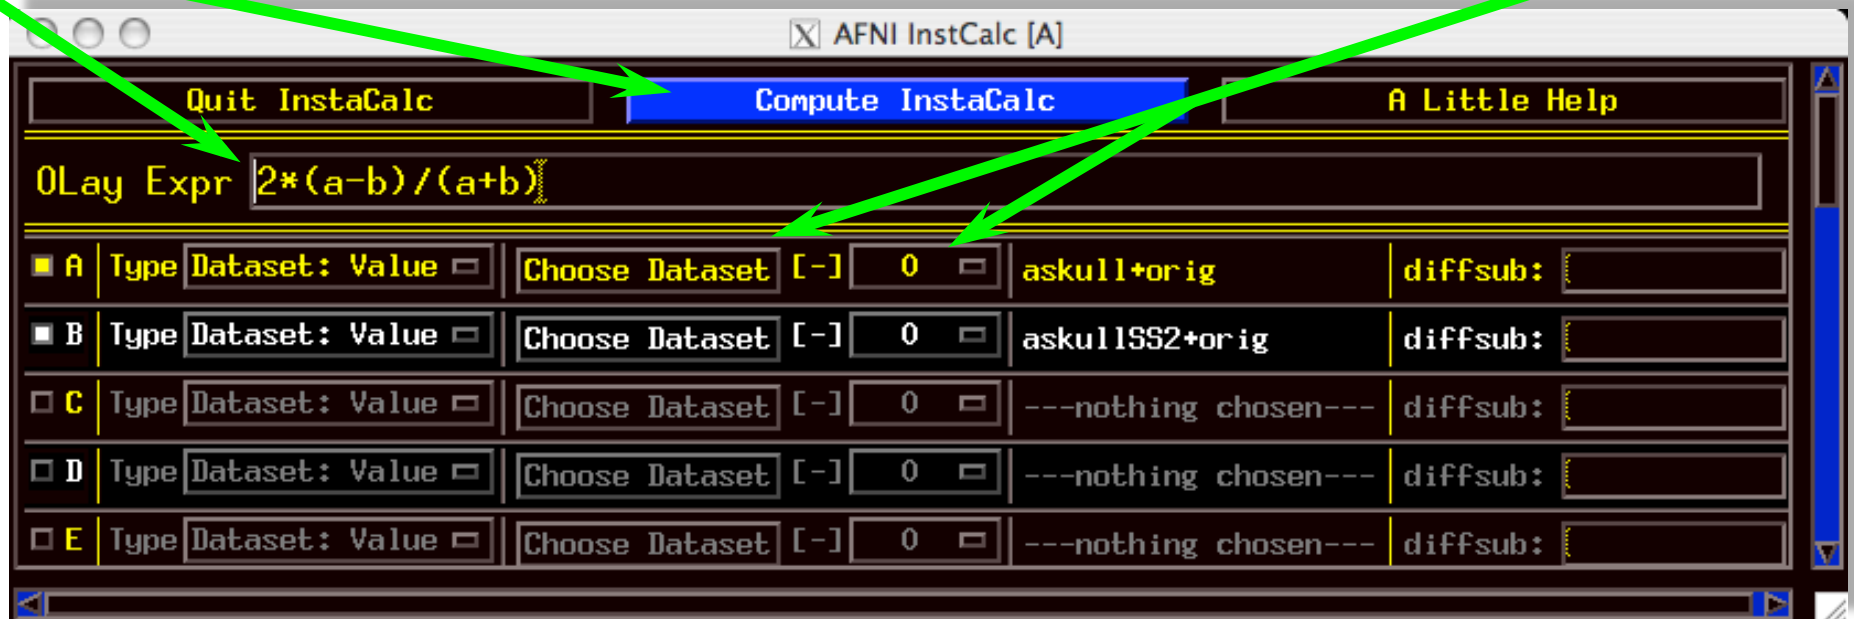 X AFNI InstCalc [A]
Quit InstaCalc Compute InstaCalc A Little Help
OLay Expr 2*(a-b)/(a+b)
A Type Dataset: Value Choose Dataset [-] 0 askull+orig diffsub:
B Type Dataset: Value Choose Dataset [-] 0 askullSS2+orig diffsub:
C Type Dataset: Value Choose Dataset [-] 0 ---nothing chosen--- diffsub:
D Type Dataset: Value Choose Dataset [-] 0 ---nothing chosen--- diffsub:
E Type Dataset: Value Choose Dataset [-] 0 ---nothing chosen--- diffsub: